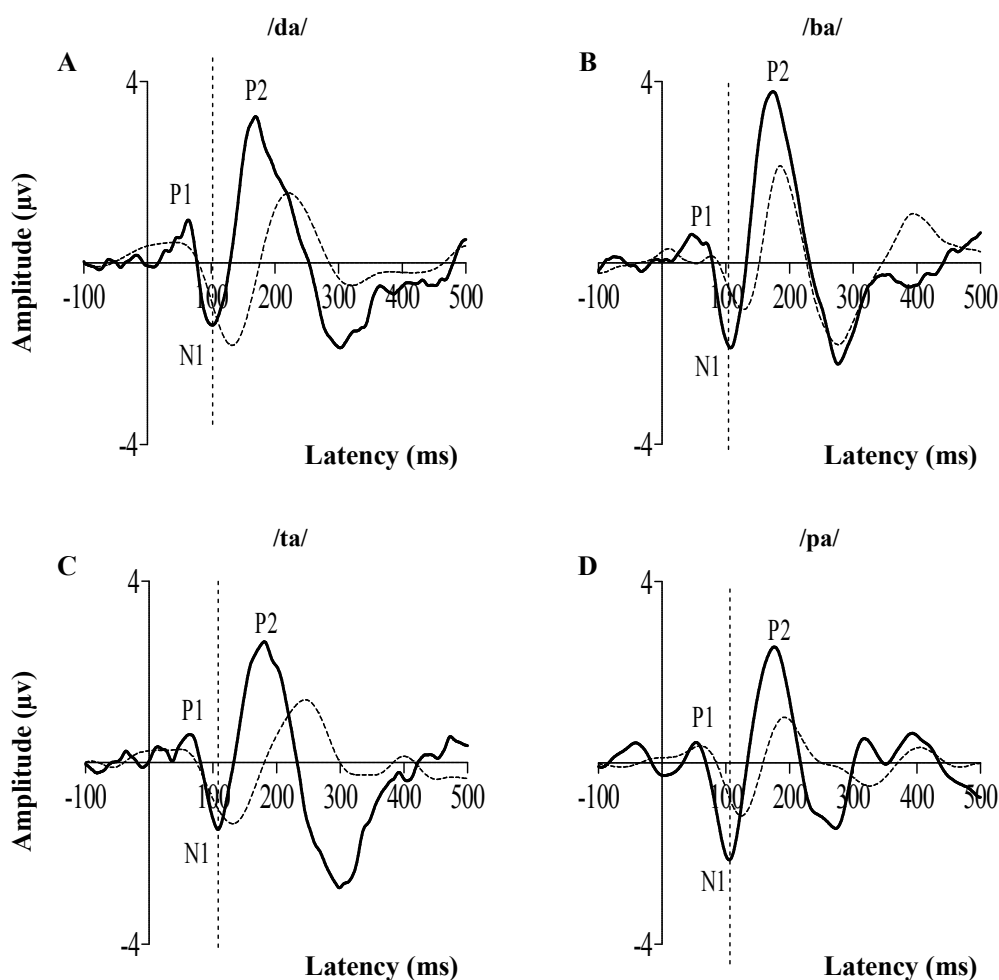 /da/
A
4
P2
P1
-100
100
200
300
400
500
N1
-4
Amplitude (μv)
Latency (ms)
/ba/
B
4
P2
P1
-100
100
200
300
400
500
N1
-4
Latency (ms)
/ta/
C
4
P2
P1
-100
100
200
300
400
500
N1
-4
Amplitude (μv)
Latency (ms)
/pa/
D
4
P2
P1
-100
100
200
300
400
500
N1
-4
Latency (ms)